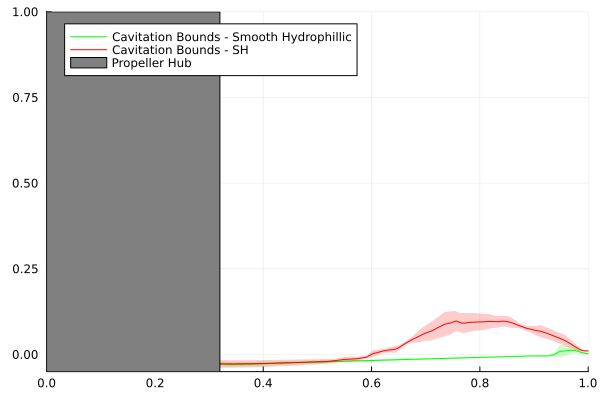 1.00
Cavitation Bounds - Smooth Hydrophillic
Cavitation Bounds - SH
Propeller Hub
0.75
0.50
0.25
0.00
0.0 0.2 0.4 0.6 0.8 1.0